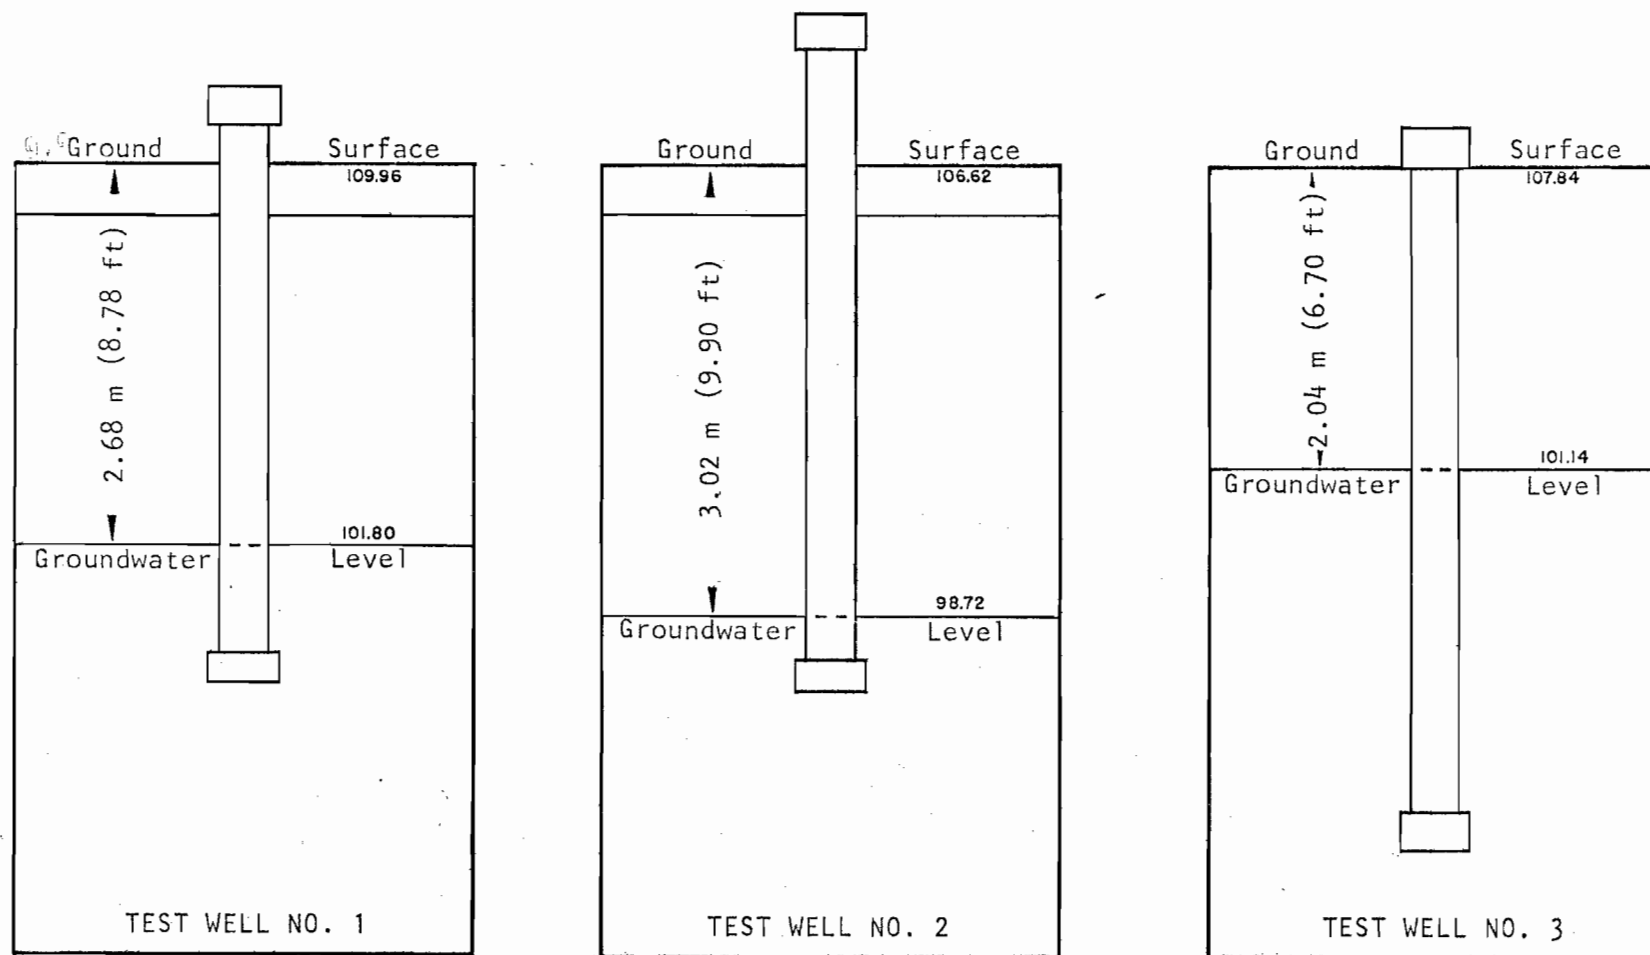 Ground Surface
109.96
2.68 m (8.78 ft)
101.80
Groundwater Level
TEST WELL NO. 1
Ground Surface
106.62
3.02 m (9.90 ft)
98.72
Groundwater Level
TEST WELL NO. 2
Ground Surface
107.84
2.04 m (6.70 ft)
101.14
Groundwater Level
TEST WELL NO. 3